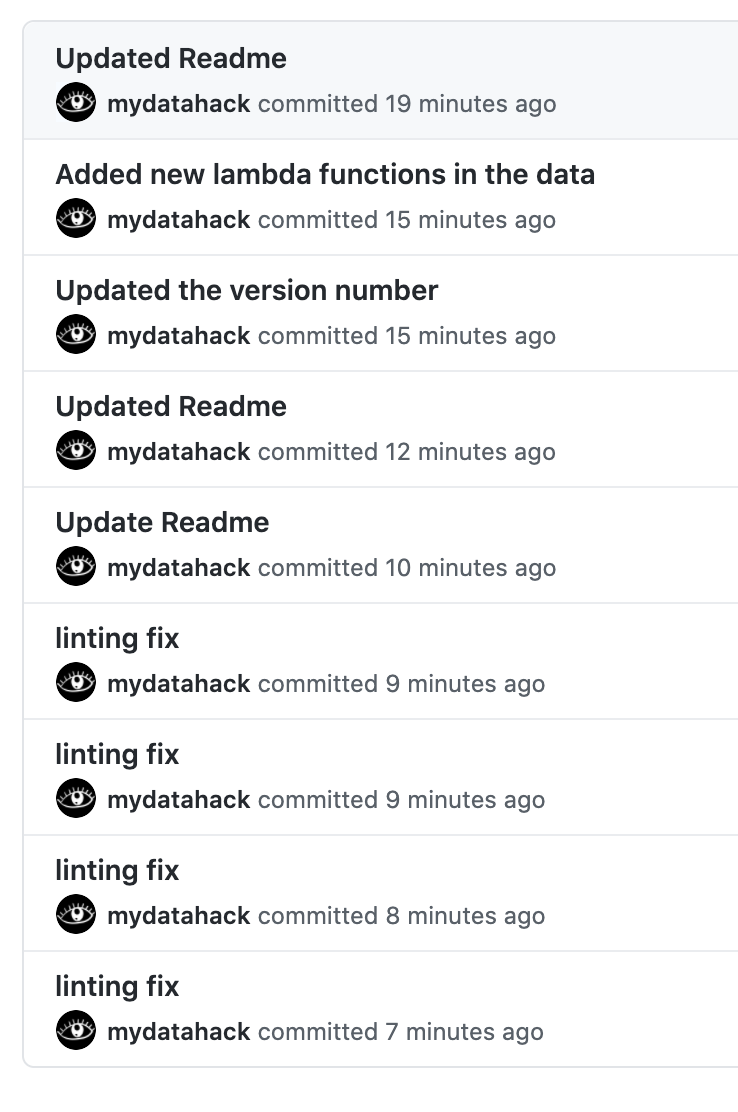 Updated Readme
mydatahack committed 19 minutes ago
Added new lambda functions in the data
mydatahack committed 15 minutes ago
Updated the version number
mydatahack committed 15 minutes ago
Updated Readme
mydatahack committed 12 minutes ago
Update Readme
mydatahack committed 10 minutes ago
linting fix
mydatahack committed 9 minutes ago
linting fix
mydatahack committed 9 minutes ago
linting fix
mydatahack committed 8 minutes ago
linting fix
mydatahack committed 7 minutes ago